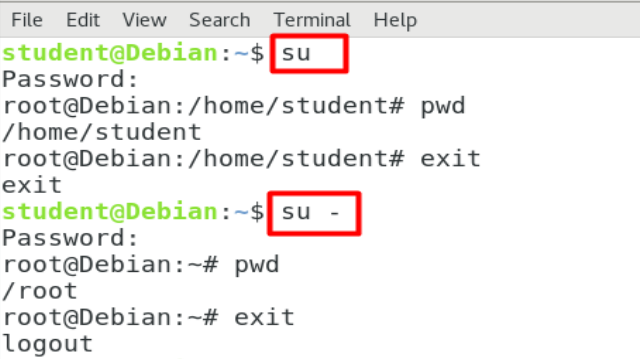 File Edit View Search Terminal Help
student@Debian:~$ su
Password:
root@Debian:/home/student# pwd
/home/student
root@Debian:/home/student# exit
exit
student@Debian:~$ su -
Password:
root@Debian:~# pwd
/root
root@Debian:~# exit
logout